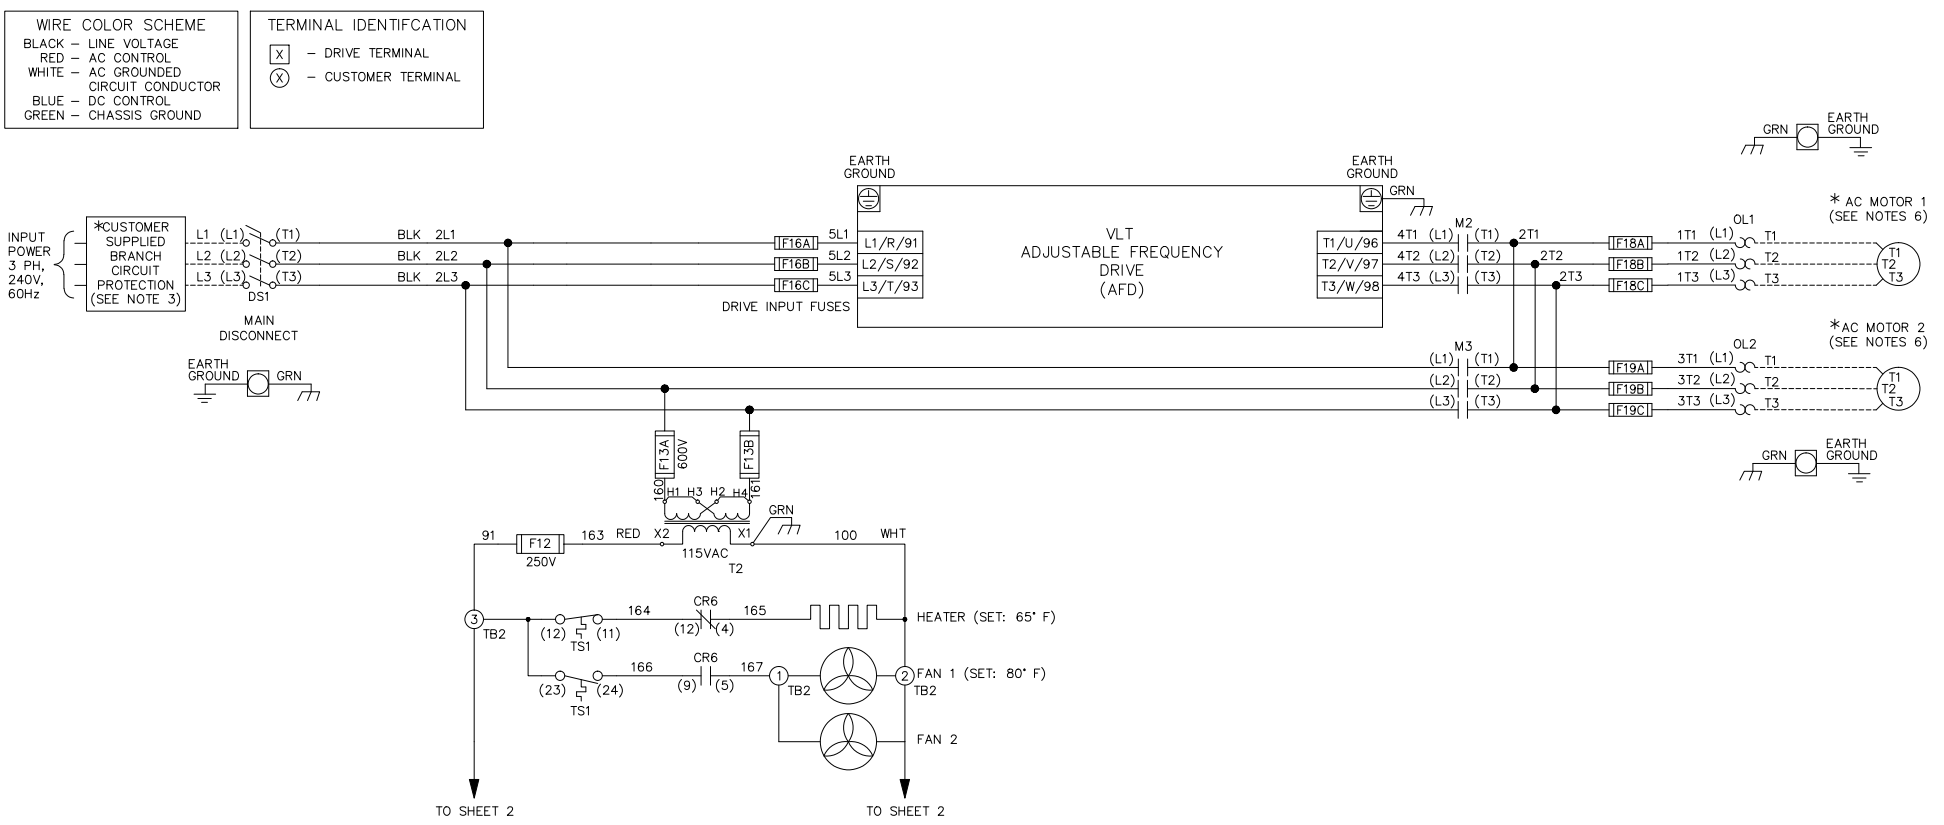 WIRE COLOR SCHEME
BLACK – LINE VOLTAGE
RED – AC CONTROL
WHITE – AC GROUNDED
CIRCUIT CONDUCTOR
BLUE – DC CONTROL
GREEN – CHASSIS GROUND
TERMINAL IDENTIFCATION
X – DRIVE TERMINAL
X – CUSTOMER TERMINAL
INPUT
POWER
3 PH,
240V,
60Hz
*CUSTOMER
SUPPLIED
BRANCH
CIRCUIT
PROTECTION
(SEE NOTE 3)
L1 (L1) (T1) BLK 2L1
L2 (L2) (T2) BLK 2L2
L3 (L3) (T3) BLK 2L3
DS1
MAIN
DISCONNECT
EARTH
GROUND GRN
F16A 5L1
F16B 5L2
F16C 5L3
DRIVE INPUT FUSES
EARTH
GROUND
L1/R/91
L2/S/92
L3/T/93
VLT
ADJUSTABLE FREQUENCY
DRIVE
(AFD)
EARTH
GROUND
GRN
T1/U/96
T2/V/97
T3/W/98
M2
4T1 (L1) (T1) 2T1
4T2 (L2) (T2) 2T2
4T3 (L3) (T3) 2T3
F18A
F18B
F18C
OL1
1T1 (L1) T1
1T2 (L2) T2
1T3 (L3) T3
GRN
EARTH
GROUND
* AC MOTOR 1
(SEE NOTES 6)
T1
T2
T3
M3
(L1) (T1)
(L2) (T2)
(L3) (T3)
F19A
F19B
F19C
OL2
3T1 (L1) T1
3T2 (L2) T2
3T3 (L3) T3
*AC MOTOR 2
(SEE NOTES 6)
T1
T2
T3
GRN
EARTH
GROUND
F13A
600V
F13B
160
161
H1 H3 H2 H4
GRN
91 F12 163 RED X2 X1 100 WHT
250V
115VAC
T2
3
TB2
(12) (11)
TS1
164
CR6
(12) (4)
165
HEATER (SET: 65° F)
(23) (24)
TS1
166
CR6
(9) (5)
167
1
TB2
2
TB2
FAN 1 (SET: 80° F)
FAN 2
TO SHEET 2
TO SHEET 2